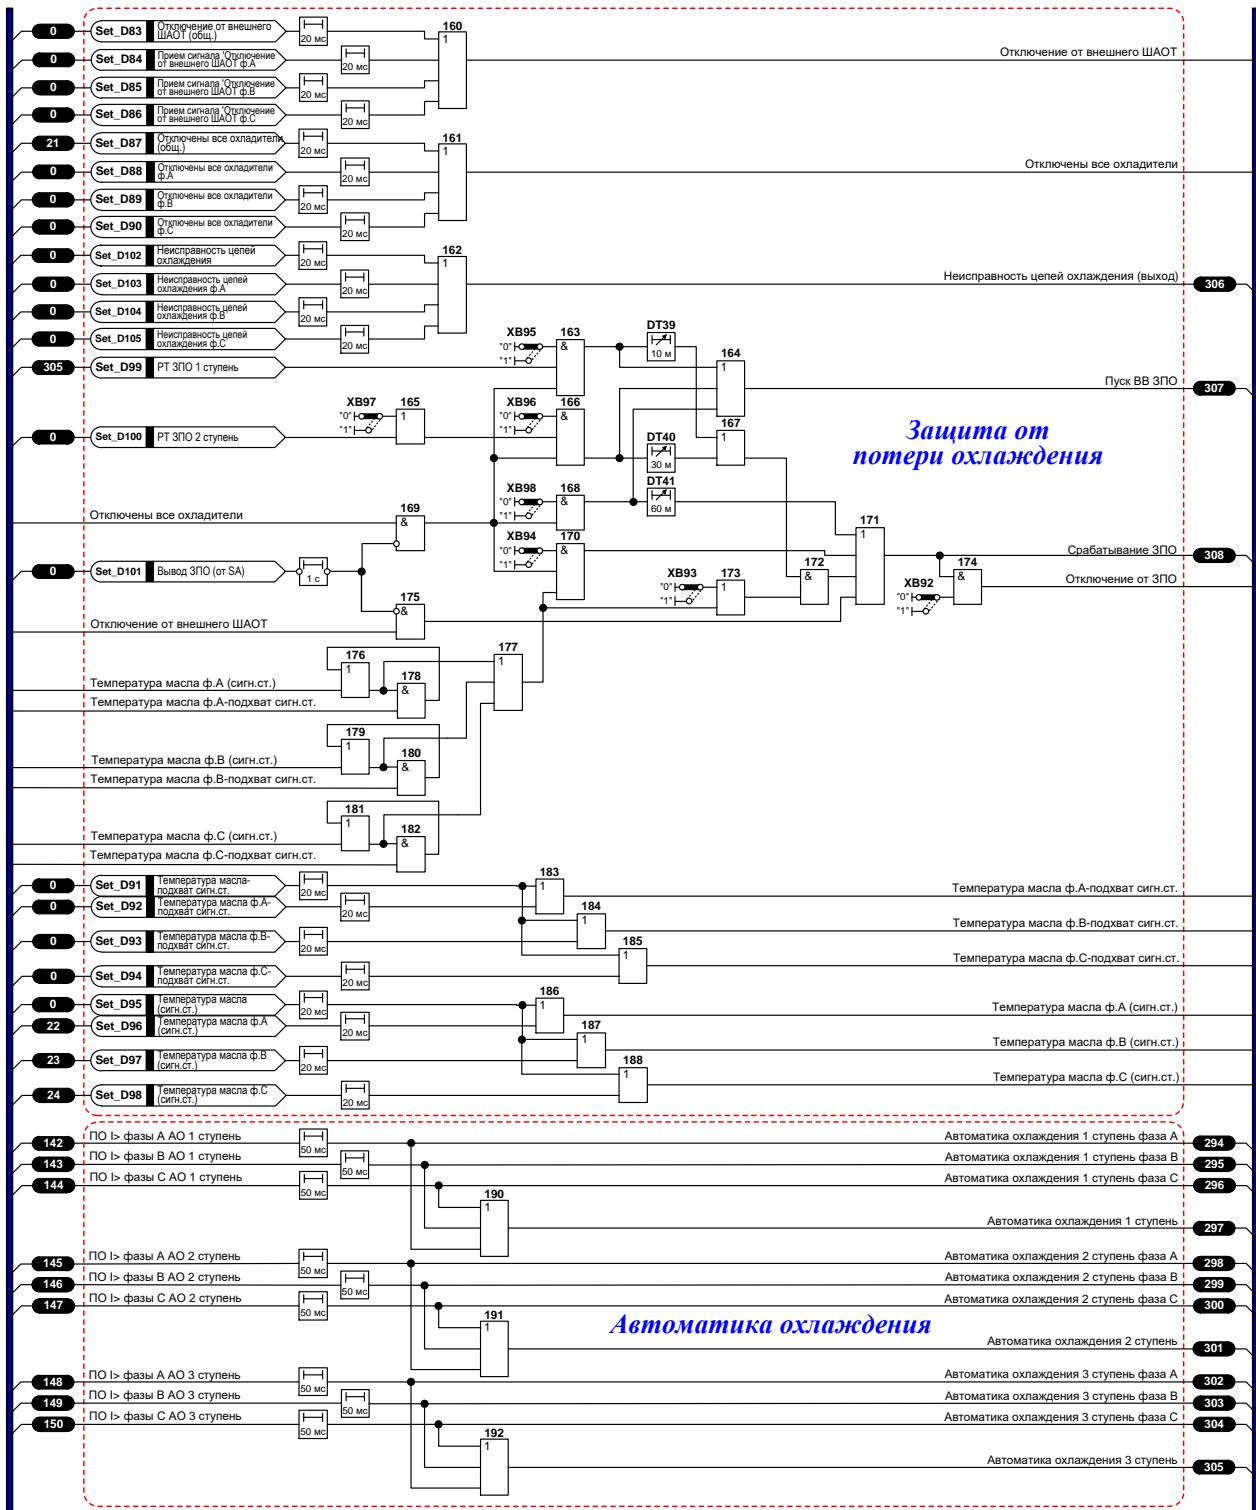 0 Set_D83 Отключение от внешнего ШАОТ (общ.) 20 мс 160 1
0 Set_D84 Прием сигнала 'Отключение от внешнего ШАОТ ф.А 20 мс Отключение от внешнего ШАОТ
0 Set_D85 Прием сигнала 'Отключение от внешнего ШАОТ ф.В 20 мс
0 Set_D86 Прием сигнала 'Отключение от внешнего ШАОТ ф.С 20 мс
21 Set_D87 Отключены все охладители (общ.) 20 мс 161 1
0 Set_D88 Отключены все охладители ф.А 20 мс Отключены все охладители
0 Set_D89 Отключены все охладители ф.В 20 мс
0 Set_D90 Отключены все охладители ф.С 20 мс
0 Set_D102 Неисправность цепей охлаждения 20 мс 162 1
0 Set_D103 Неисправность цепей охлаждения ф.А 20 мс Неисправность цепей охлаждения (выход) 306
0 Set_D104 Неисправность цепей охлаждения ф.В 20 мс
0 Set_D105 Неисправность цепей охлаждения ф.С 20 мс
XB95 "0" "1" 163 & DT39 10 м 164 1
305 Set_D99 РТ ЗПО 1 ступень
Пуск ВВ ЗПО 307
XB97 "0" "1" 165 1 XB96 "0" "1" 166 & 167 1
0 Set_D100 РТ ЗПО 2 ступень
DT40 30 м
Защита от
потери охлаждения
XB98 "0" "1" 168 & DT41 60 м
Отключены все охладители 169 &
XB94 "0" "1" 170 & 171 1
Срабатывание ЗПО 308
0 Set_D101 Вывод ЗПО (от SA) 1 с
XB93 "0" "1" 173 1 172 & XB92 "0" "1" 174 & Отключение от ЗПО
175 &
Отключение от внешнего ШАОТ
176 1 177 1
Температура масла ф.А (сигн.ст.) 178 &
Температура масла ф.А-подхват сигн.ст.
179 1
Температура масла ф.В (сигн.ст.) 180 &
Температура масла ф.В-подхват сигн.ст.
181 1
Температура масла ф.С (сигн.ст.) 182 &
Температура масла ф.С-подхват сигн.ст.
0 Set_D91 Температура масла-подхват сигн.ст. 20 мс 183 1 Температура масла ф.А-подхват сигн.ст.
0 Set_D92 Температура масла ф.А-подхват сигн.ст. 20 мс
184 1 Температура масла ф.В-подхват сигн.ст.
0 Set_D93 Температура масла ф.В-подхват сигн.ст. 20 мс
185 1 Температура масла ф.С-подхват сигн.ст.
0 Set_D94 Температура масла ф.С-подхват сигн.ст. 20 мс
0 Set_D95 Температура масла (сигн.ст.) 20 мс 186 1 Температура масла ф.А (сигн.ст.)
22 Set_D96 Температура масла ф.А (сигн.ст.) 20 мс
187 1 Температура масла ф.В (сигн.ст.)
23 Set_D97 Температура масла ф.В (сигн.ст.) 20 мс
188 1 Температура масла ф.С (сигн.ст.)
24 Set_D98 Температура масла ф.С (сигн.ст.) 20 мс
142 ПО I> фазы А АО 1 ступень 50 мс Автоматика охлаждения 1 ступень фаза А 294
143 ПО I> фазы В АО 1 ступень 50 мс Автоматика охлаждения 1 ступень фаза В 295
144 ПО I> фазы С АО 1 ступень 50 мс Автоматика охлаждения 1 ступень фаза С 296
190 1
Автоматика охлаждения 1 ступень 297
145 ПО I> фазы А АО 2 ступень 50 мс Автоматика охлаждения 2 ступень фаза А 298
146 ПО I> фазы В АО 2 ступень 50 мс Автоматика охлаждения 2 ступень фаза В 299
147 ПО I> фазы С АО 2 ступень 50 мс Автоматика охлаждения 2 ступень фаза С 300
191 1
Автоматика охлаждения
Автоматика охлаждения 2 ступень 301
148 ПО I> фазы А АО 3 ступень 50 мс Автоматика охлаждения 3 ступень фаза А 302
149 ПО I> фазы В АО 3 ступень 50 мс Автоматика охлаждения 3 ступень фаза В 303
150 ПО I> фазы С АО 3 ступень 50 мс Автоматика охлаждения 3 ступень фаза С 304
192 1
Автоматика охлаждения 3 ступень 305